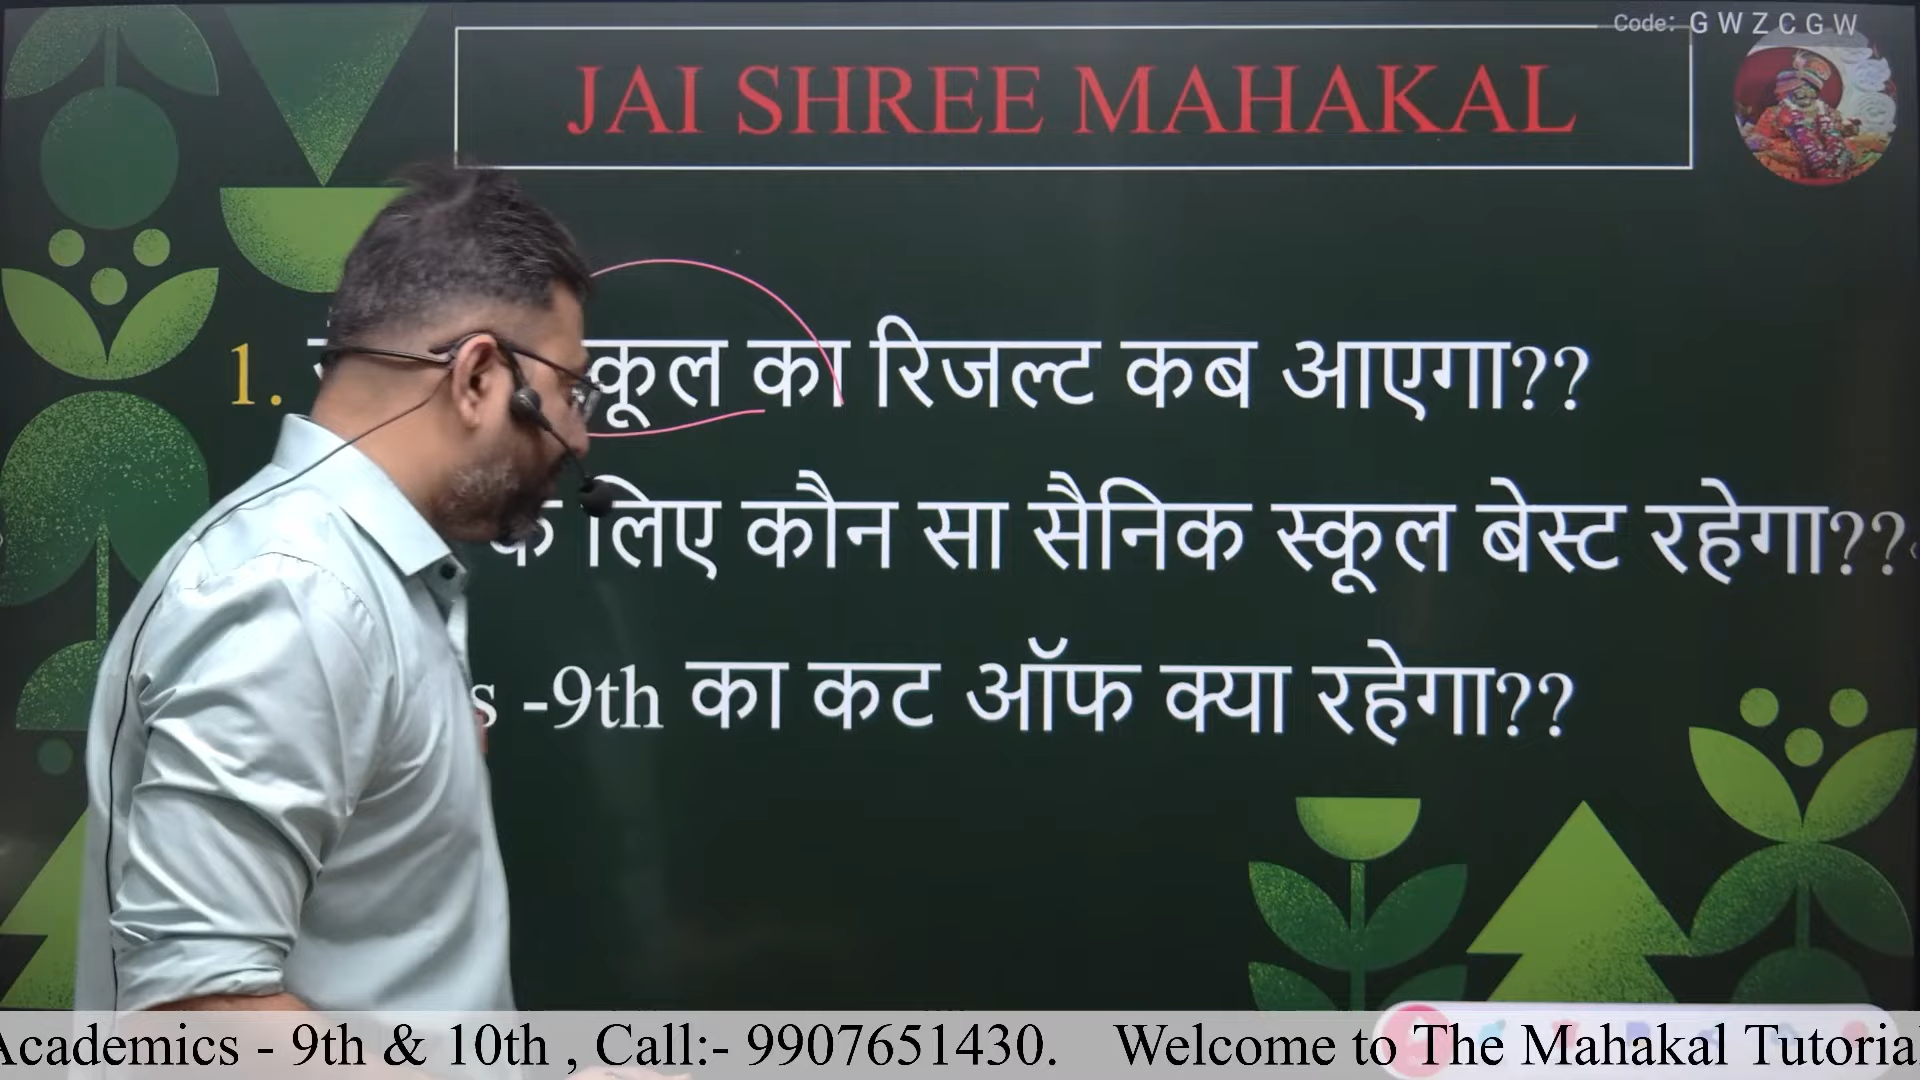 Code: G W Z C G W
JAI SHREE MAHAKAL
1. का रिजल्ट कब आएगा??
लिए कौन सा सैनिक स्कूल बेस्ट रहेगा??
-9th का कट ऑफ क्या रहेगा??
Academics - 9th & 10th , Call:- 9907651430. Welcome to The Mahakal